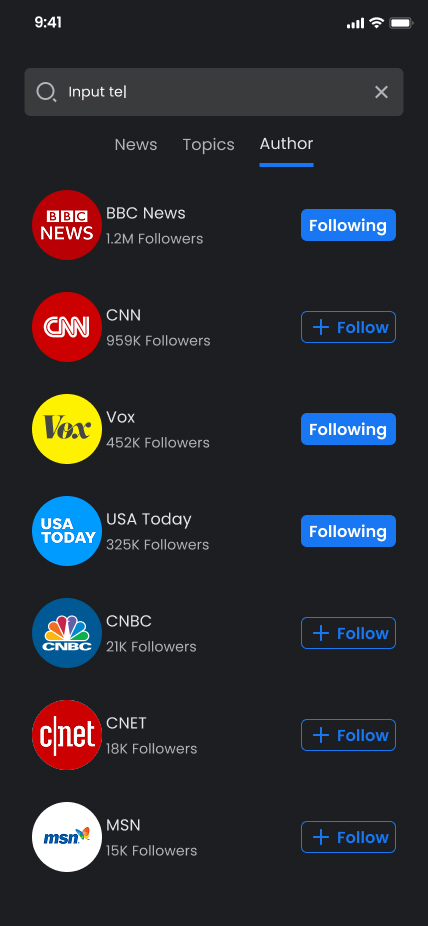 9:41
Input te
News Topics Author
BBC
NEWS
BBC News
1.2M Followers
Following
CNN
CNN
959K Followers
Follow
Vox
Vox
452K Followers
Following
USA
TODAY
USA Today
325K Followers
Following
CNBC
CNBC
21K Followers
Follow
c|net
CNET
18K Followers
Follow
msn
MSN
15K Followers
Follow